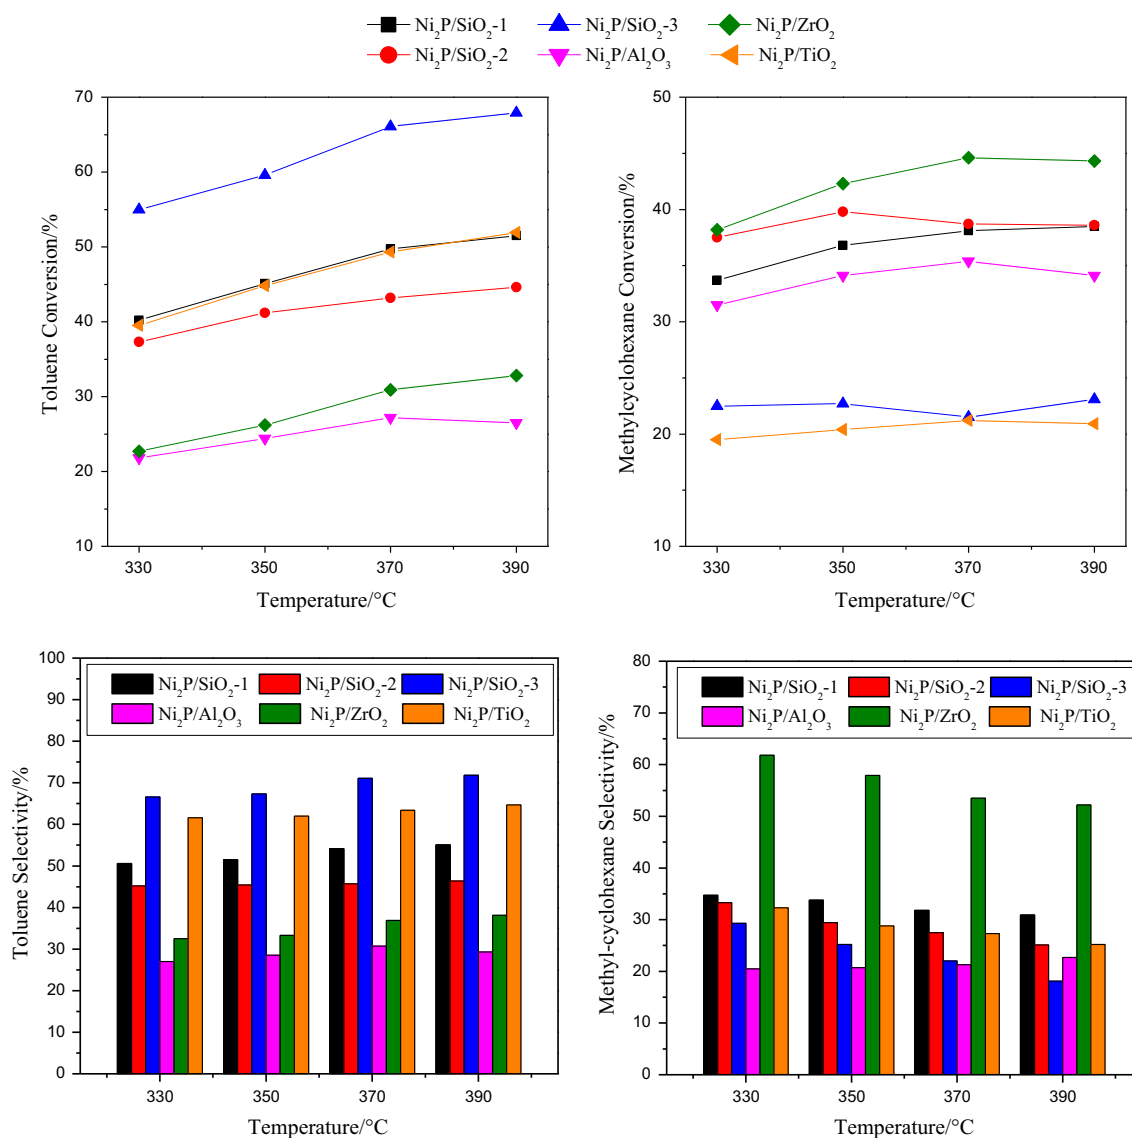 Ni2P/SiO2-1 Ni2P/SiO2-3 Ni2P/ZrO2
Ni2P/SiO2-2 Ni2P/Al2O3 Ni2P/TiO2
70
60
50
40
30
20
10
Toluene Conversion/%
330 350 370 390
Temperature/°C
50
40
30
20
10
Methylcyclohexane Conversion/%
330 350 370 390
Temperature/°C
100
90
80
70
60
50
40
30
20
10
0
Toluene Selectivity/%
Ni2P/SiO2-1 Ni2P/SiO2-2 Ni2P/SiO2-3
Ni2P/Al2O3 Ni2P/ZrO2 Ni2P/TiO2
330 350 370 390
Temperature/°C
80
70
60
50
40
30
20
10
0
Methyl-cyclohexane Selectivity/%
Ni2P/SiO2-1 Ni2P/SiO2-2 Ni2P/SiO2-3
Ni2P/Al2O3 Ni2P/ZrO2 Ni2P/TiO2
330 350 370 390
Temperature/°C